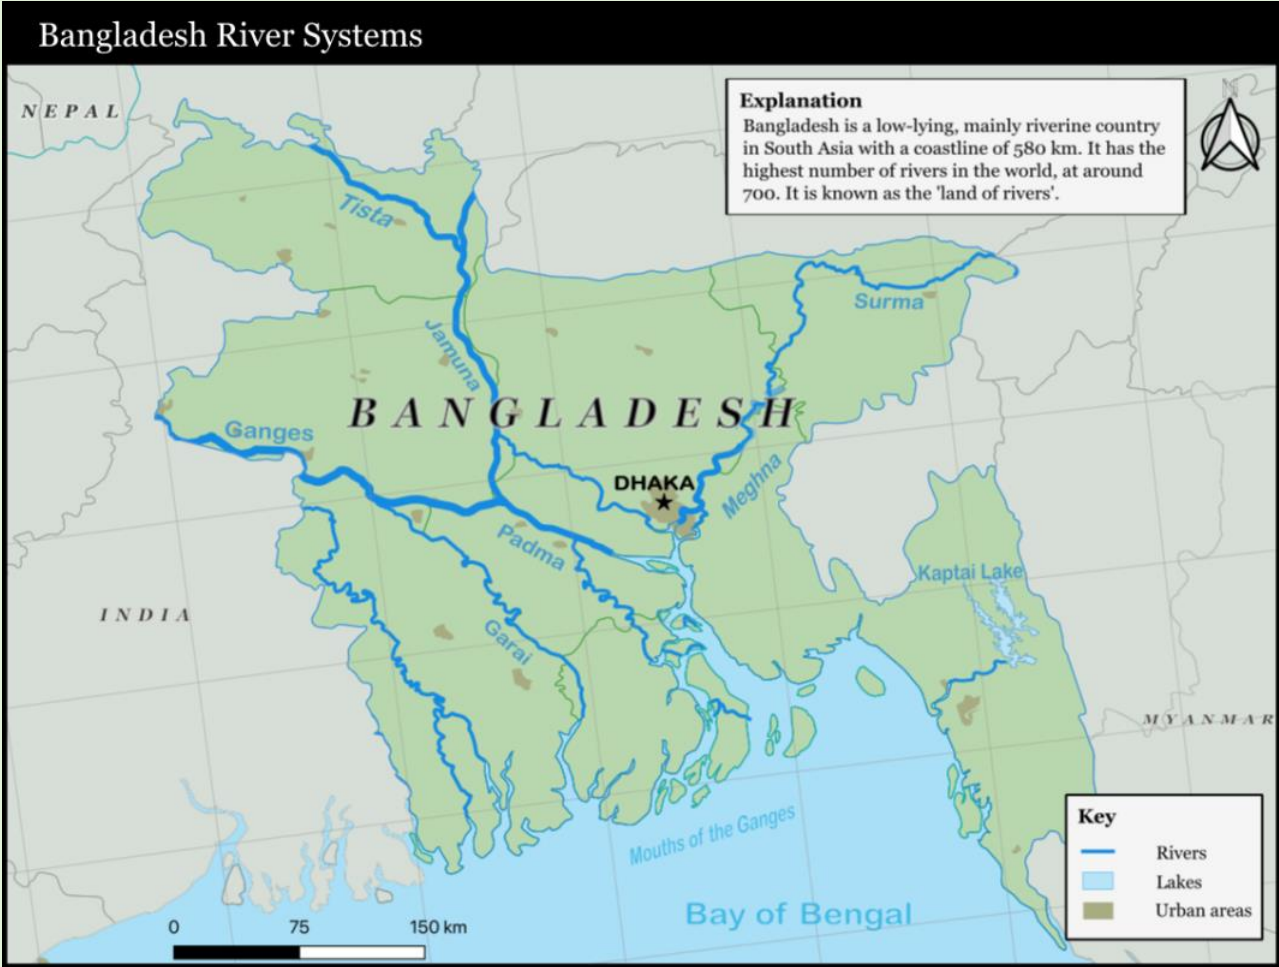 Bangladesh River Systems
NEPAL
Explanation
Bangladesh is a low-lying, mainly riverine country
in South Asia with a coastline of 580 km. It has the
highest number of rivers in the world, at around
700. It is known as the 'land of rivers'.
N
Tista
Surma
Jamuna
BANGLADESH
Ganges
DHAKA
Meghna
Padma
Kaptai Lake
INDIA
Garai
MYANMAR
Mouths of the Ganges
Bay of Bengal
Key
Rivers
Lakes
Urban areas
0 75 150 km